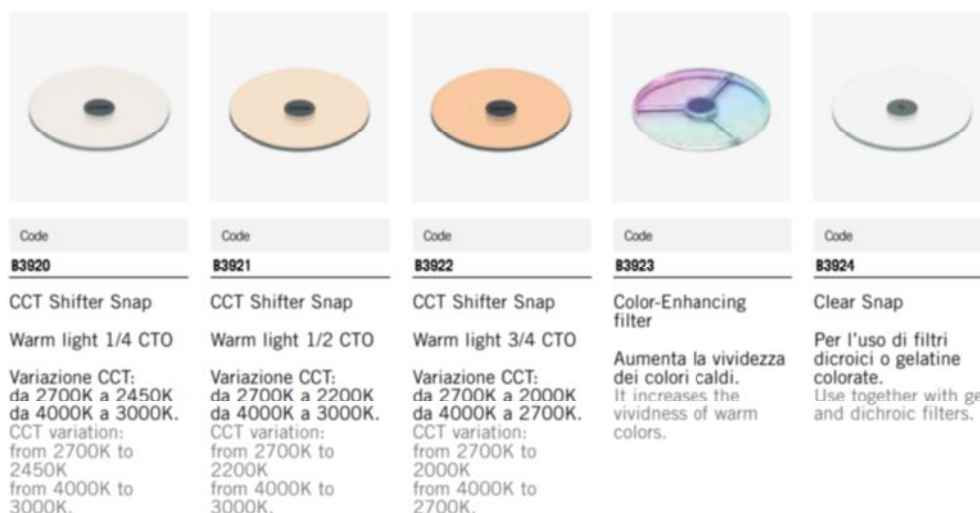 Code
B3920
CCT Shifter Snap
Warm light 1/4 CTO
Variazione CCT:
da 2700K a 2450K
da 4000K a 3000K.
CCT variation:
from 2700K to
2450K
from 4000K to
3000K.
Code
B3921
CCT Shifter Snap
Warm light 1/2 CTO
Variazione CCT:
da 2700K a 2200K
da 4000K a 3000K.
CCT variation:
from 2700K to
2200K
from 4000K to
3000K.
Code
B3922
CCT Shifter Snap
Warm light 3/4 CTO
Variazione CCT:
da 2700K a 2000K
da 4000K a 2700K.
CCT variation:
from 2700K to
2000K
from 4000K to
2700K.
Code
B3923
Color-Enhancing
filter
Aumenta la vividezza
dei colori caldi.
It increases the
vividness of warm
colors.
Code
B3924
Clear Snap
Per l'uso di filtri
dicroici o gelatine
colorate.
Use together with ge
and dichroic filters.